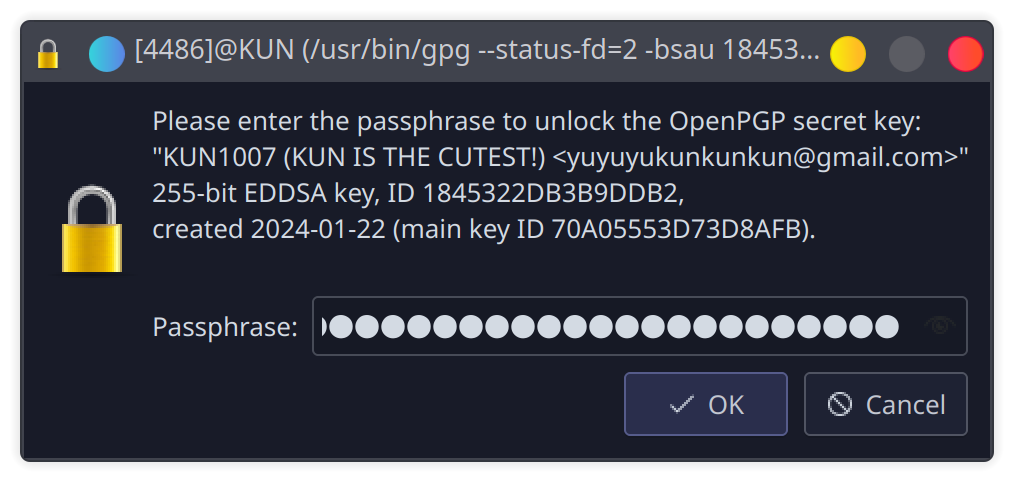 [4486]@KUN (/usr/bin/gpg --status-fd=2 -bsau 18453...
Please enter the passphrase to unlock the OpenPGP secret key:
"KUN1007 (KUN IS THE CUTEST!) <yuyuyukunkunkun@gmail.com>"
255-bit EDDSA key, ID 1845322DB3B9DDB2,
created 2024-01-22 (main key ID 70A05553D73D8AFB).
Passphrase:
OK Cancel